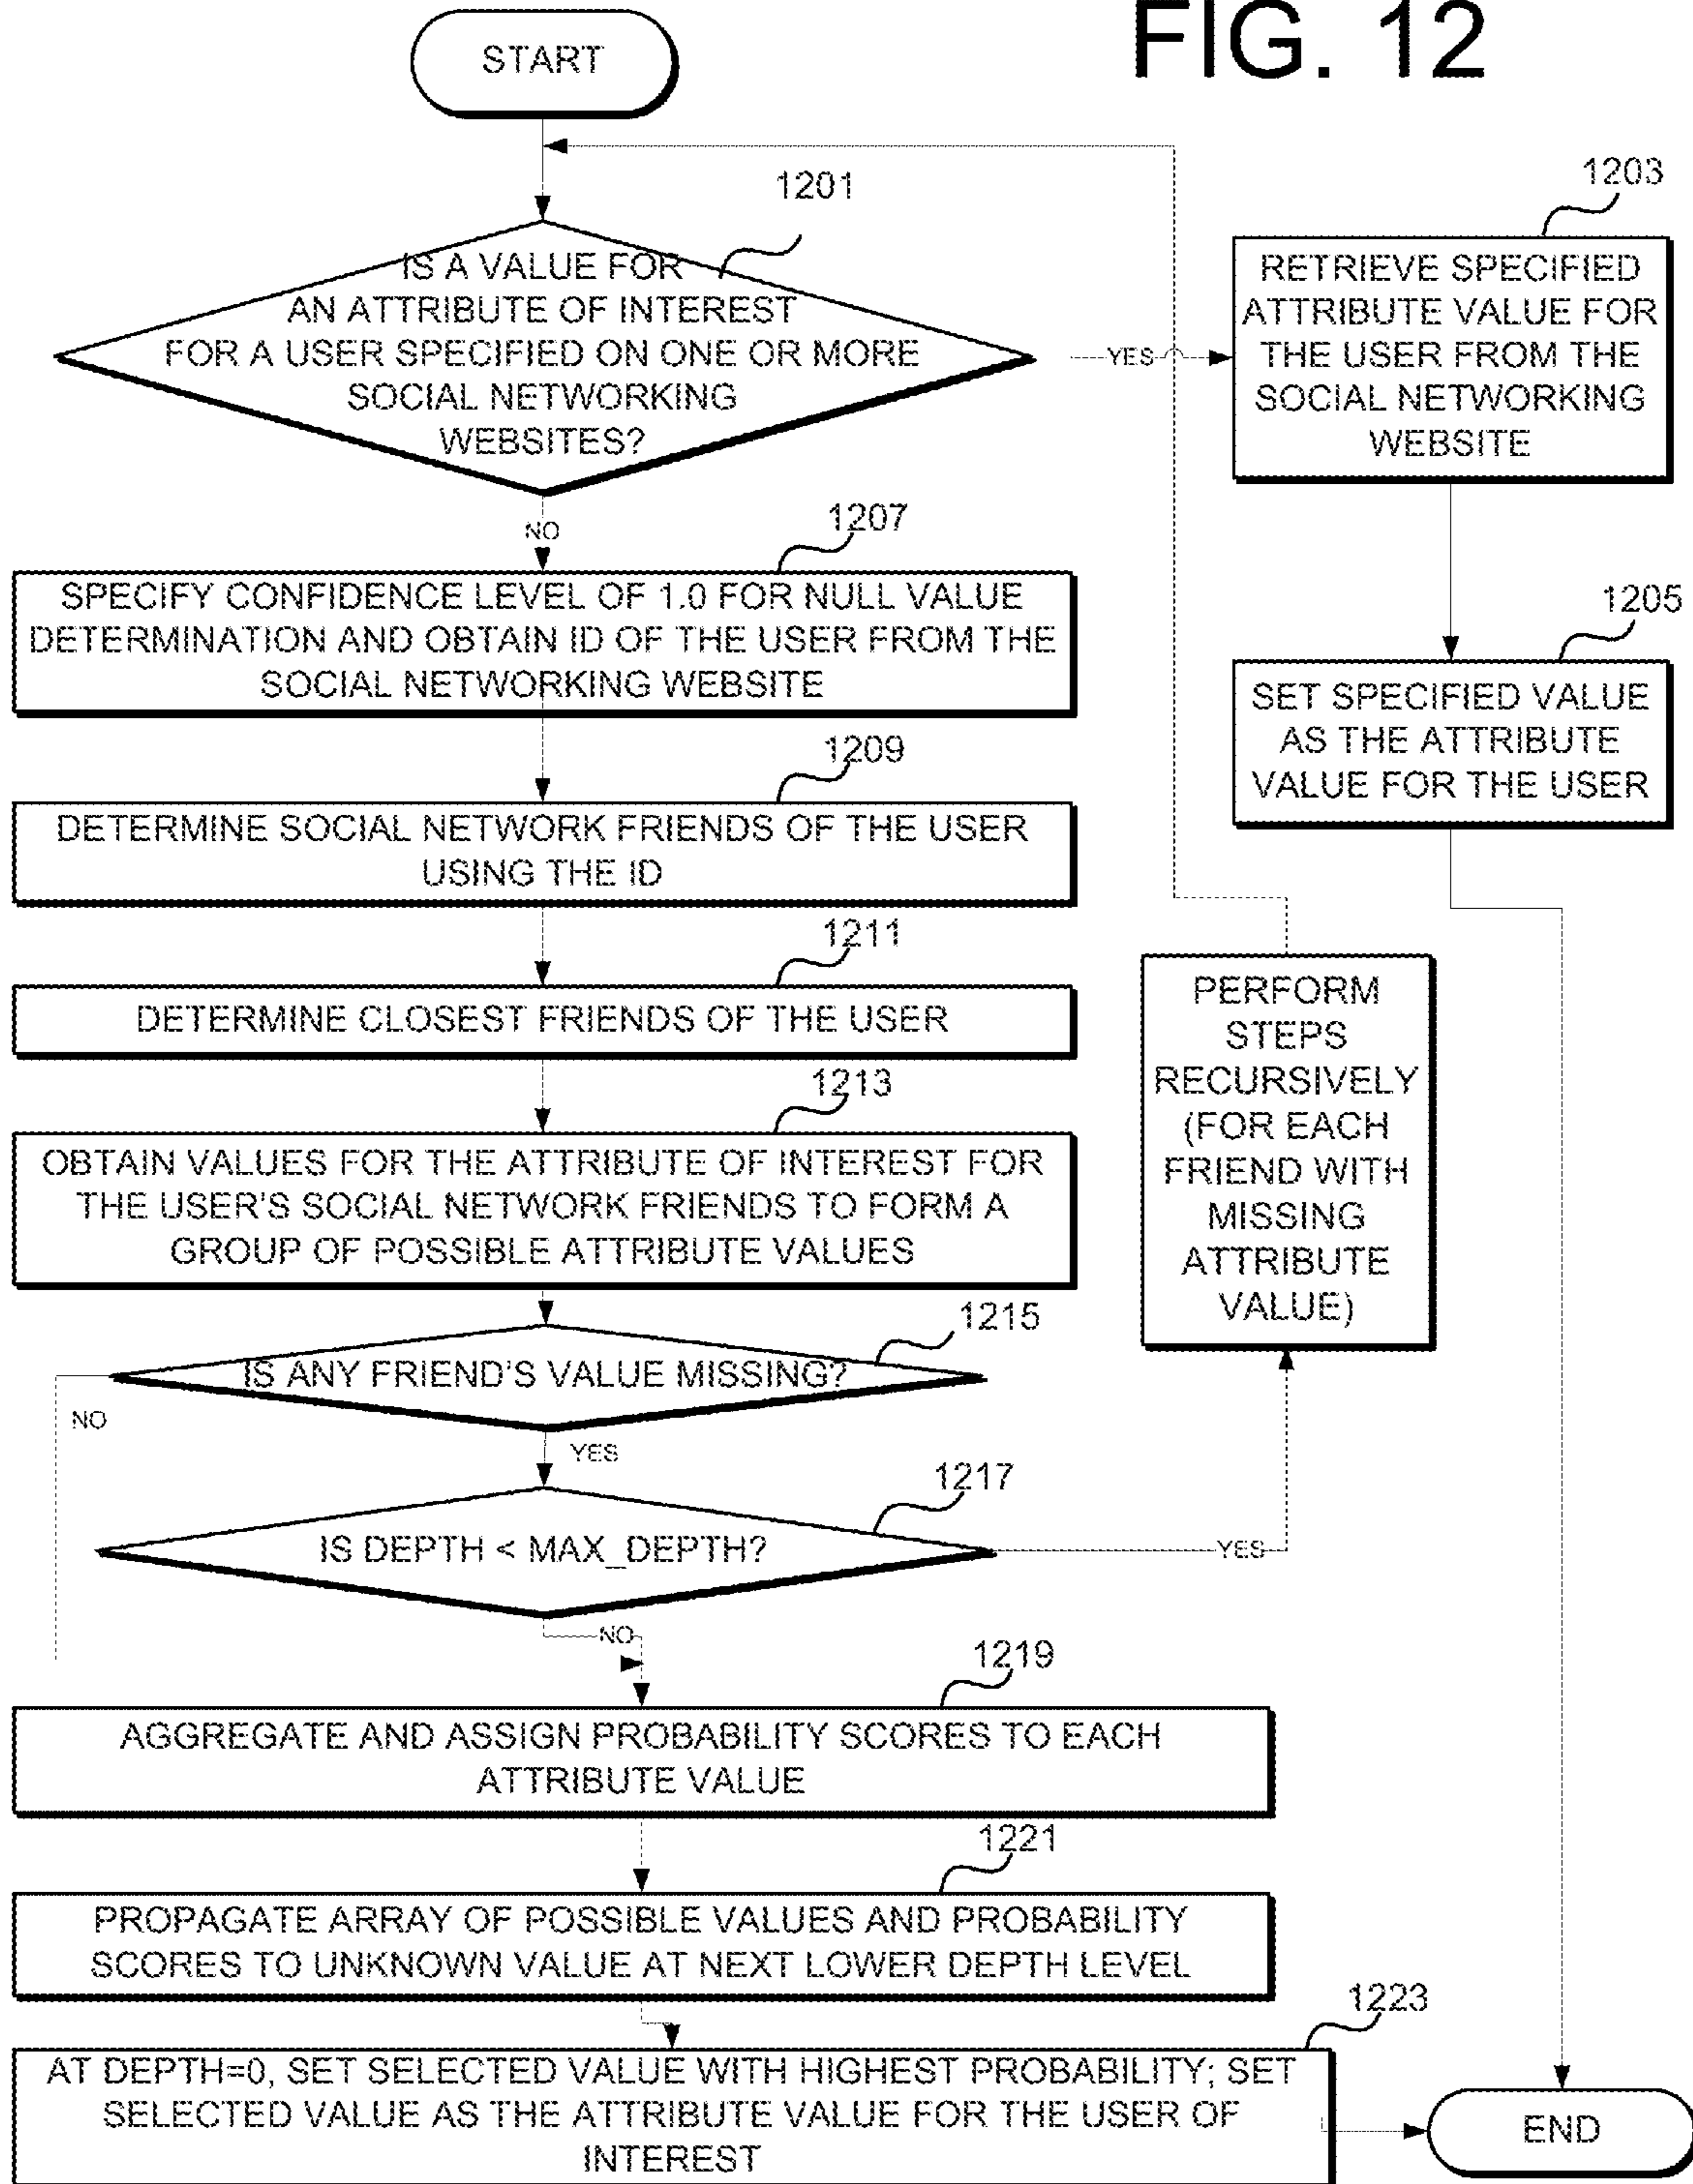 FIG. 12
START
1201
IS A VALUE FOR
AN ATTRIBUTE OF INTEREST
FOR A USER SPECIFIED ON ONE OR MORE
SOCIAL NETWORKING
WEBSITES?
YES
1203
RETRIEVE SPECIFIED
ATTRIBUTE VALUE FOR
THE USER FROM THE
SOCIAL NETWORKING
WEBSITE
1205
SET SPECIFIED VALUE
AS THE ATTRIBUTE
VALUE FOR THE USER
NO
1207
SPECIFY CONFIDENCE LEVEL OF 1.0 FOR NULL VALUE
DETERMINATION AND OBTAIN ID OF THE USER FROM THE
SOCIAL NETWORKING WEBSITE
1209
DETERMINE SOCIAL NETWORK FRIENDS OF THE USER
USING THE ID
1211
DETERMINE CLOSEST FRIENDS OF THE USER
1213
OBTAIN VALUES FOR THE ATTRIBUTE OF INTEREST FOR
THE USER'S SOCIAL NETWORK FRIENDS TO FORM A
GROUP OF POSSIBLE ATTRIBUTE VALUES
PERFORM
STEPS
RECURSIVELY
(FOR EACH
FRIEND WITH
MISSING
ATTRIBUTE
VALUE)
1215
IS ANY FRIEND'S VALUE MISSING?
NO
YES
1217
IS DEPTH < MAX_DEPTH?
YES
NO
1219
AGGREGATE AND ASSIGN PROBABILITY SCORES TO EACH
ATTRIBUTE VALUE
1221
PROPAGATE ARRAY OF POSSIBLE VALUES AND PROBABILITY
SCORES TO UNKNOWN VALUE AT NEXT LOWER DEPTH LEVEL
1223
AT DEPTH=0, SET SELECTED VALUE WITH HIGHEST PROBABILITY; SET
SELECTED VALUE AS THE ATTRIBUTE VALUE FOR THE USER OF
INTEREST
END